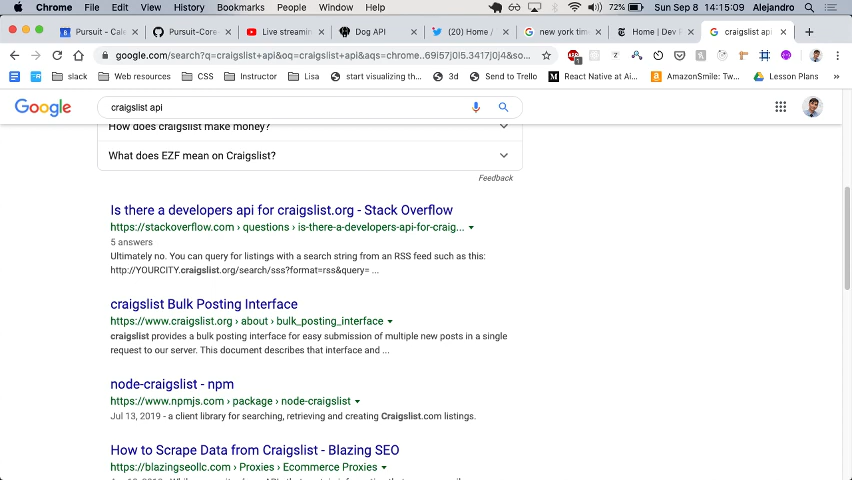 Chrome File Edit View History Bookmarks People Window Help 72% Sun Sep 8 14:15:09 Alejandro
Pursuit - Cale Pursuit-Core Live streaming Dog API (20) Home / new york tim Home | Dev P craigslist api
google.com/search?q=craigslist+api&oq=craigslist+api&aqs=chrome..69i57j0l5.3417j0j4&so...
slack Web resources CSS Instructor Lisa start visualizing t... 3d Send to Trello React Native at Ai... AmazonSmile: You... Lesson Plans
Google craigslist api
How does craigslist make money?
What does EZF mean on Craigslist?
Feedback
Is there a developers api for craigslist.org - Stack Overflow
https://stackoverflow.com › questions › is-there-a-developers-api-for-craig...
5 answers
Ultimately no. You can query for listings with a search string from an RSS feed such as this:
http://YOURCITY.craigslist.org/search/sss?format=rss&query= ...
craigslist Bulk Posting Interface
https://www.craigslist.org › about › bulk_posting_interface
craigslist provides a bulk posting interface for easy submission of multiple new posts in a single
request to our server. This document describes that interface and ...
node-craigslist - npm
https://www.npmjs.com › package › node-craigslist
Jul 13, 2019 - a client library for searching, retrieving and creating Craigslist.com listings.
How to Scrape Data from Craigslist - Blazing SEO
https://blazingseollc.com › Proxies › Ecommerce Proxies